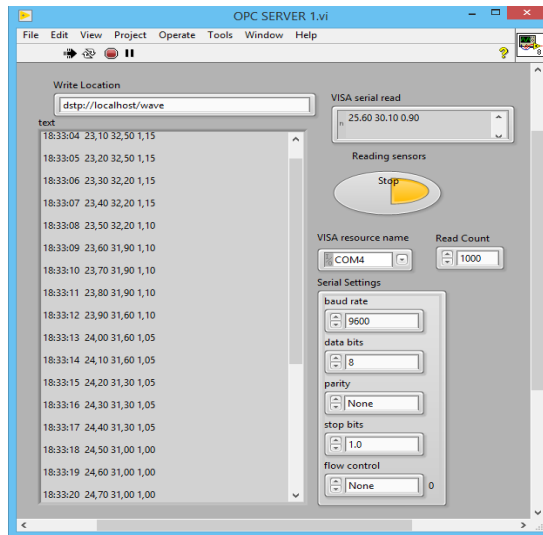 OPC SERVER 1.vi
File Edit View Project Operate Tools Window Help
8
Write Location
dstp://localhost/wave
text
18:33:04 23,10 32,50 1,15
18:33:05 23,20 32,50 1,15
18:33:06 23,30 32,20 1,15
18:33:07 23,40 32,20 1,15
18:33:08 23,50 32,20 1,10
18:33:09 23,60 31,90 1,10
18:33:10 23,70 31,90 1,10
18:33:11 23,80 31,90 1,10
18:33:12 23,90 31,60 1,10
18:33:13 24,00 31,60 1,05
18:33:14 24,10 31,60 1,05
18:33:15 24,20 31,30 1,05
18:33:16 24,30 31,30 1,05
18:33:17 24,40 31,30 1,05
18:33:18 24,50 31,00 1,00
18:33:19 24,60 31,00 1,00
18:33:20 24,70 31,00 1,00
VISA serial read
25.60 30.10 0.90
Reading sensors
Stop
VISA resource name
COM4
Read Count
1000
Serial Settings
baud rate
9600
data bits
8
parity
None
stop bits
1.0
flow control
None
0